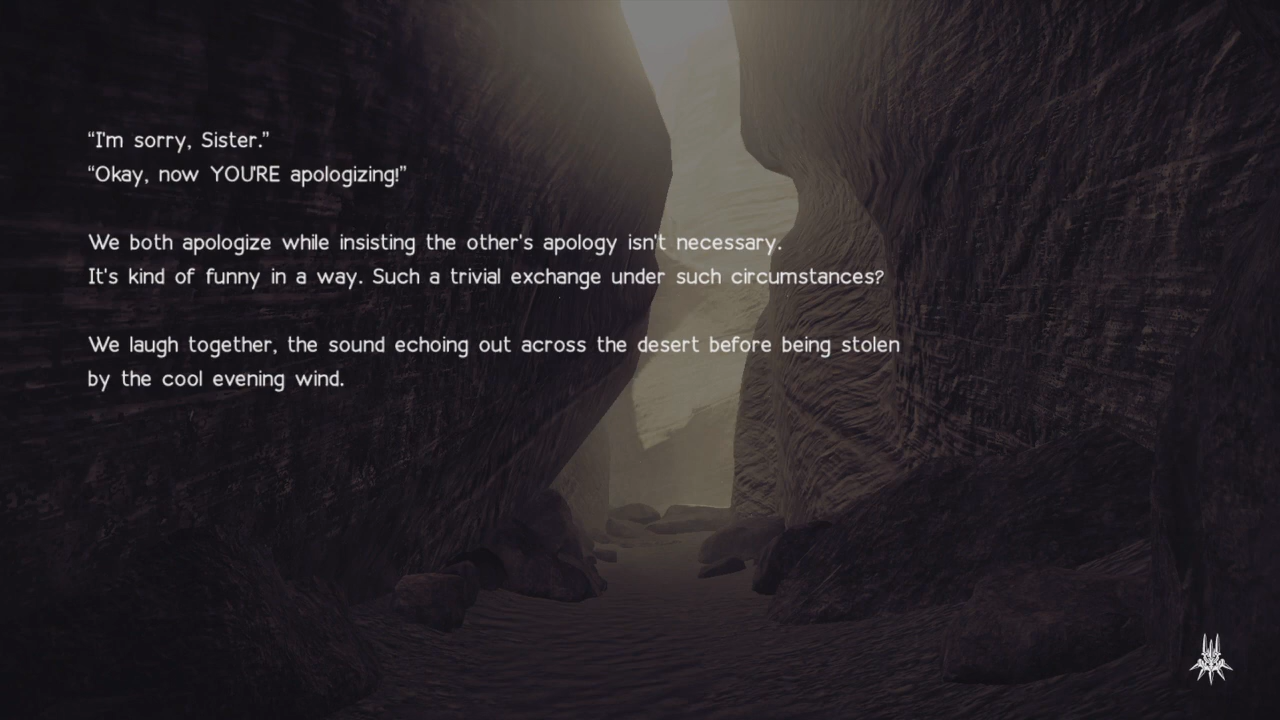 “I'm sorry, Sister.”
“Okay, now YOU'RE apologizing!”
We both apologize while insisting the other's apology isn't necessary.
It's kind of funny in a way. Such a trivial exchange under such circumstances?
We laugh together, the sound echoing out across the desert before being stolen
by the cool evening wind.